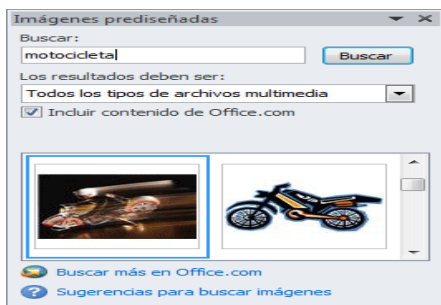 Imágenes prediseñadas
Buscar:
motocicleta
Buscar
Los resultados deben ser:
Todos los tipos de archivos multimedia
Incluir contenido de Office.com
Buscar más en Office.com
Sugerencias para buscar imágenes